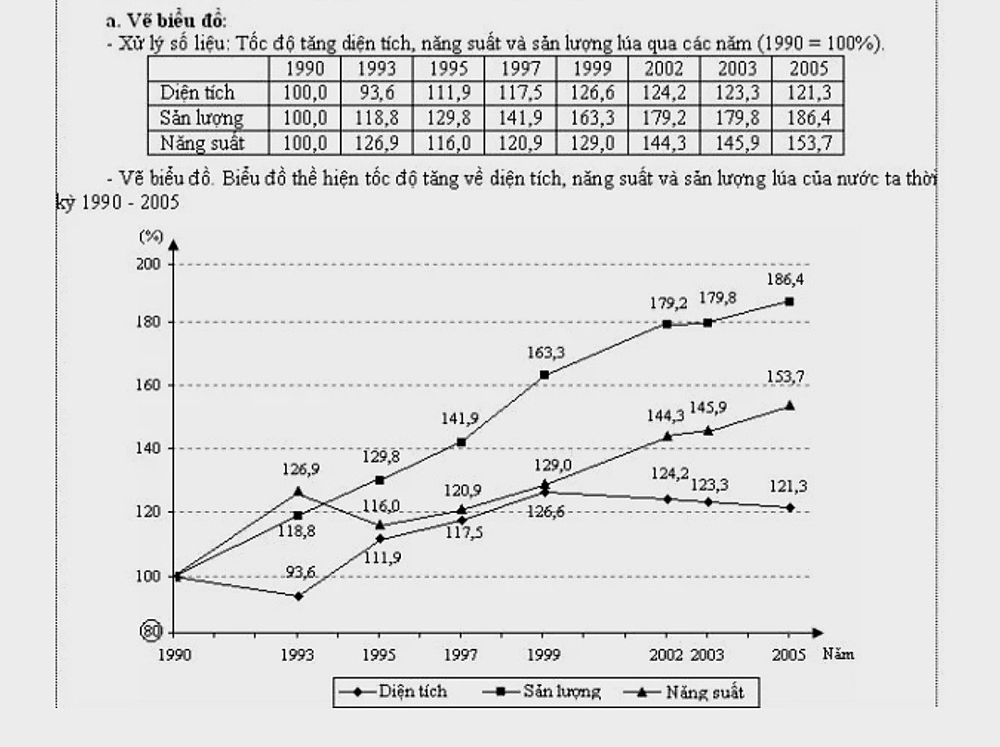 a. Vẽ biểu đồ:
- Xử lý số liệu: Tốc độ tăng diện tích, năng suất và sản lượng lúa qua các năm (1990 = 100%).
1990 1993 1995 1997 1999 2002 2003 2005
Diện tích 100,0 93,6 111,9 117,5 126,6 124,2 123,3 121,3
Sản lượng 100,0 118,8 129,8 141,9 163,3 179,2 179,8 186,4
Năng suất 100,0 126,9 116,0 120,9 129,0 144,3 145,9 153,7
- Vẽ biểu đồ. Biểu đồ thể hiện tốc độ tăng về diện tích, năng suất và sản lượng lúa của nước ta thời
kỳ 1990 - 2005
(%)
200
186,4
179,2 179,8
180
163,3
160
153,7
141,9
144,3 145,9
140
129,8
126,9
129,0
124,2
123,3
121,3
120,9
116,0
120
126,6
118,8
117,5
111,9
93,6
100
80
1990 1993 1995 1997 1999 2002 2003 2005 Năm
Diện tích Sản lượng Năng suất